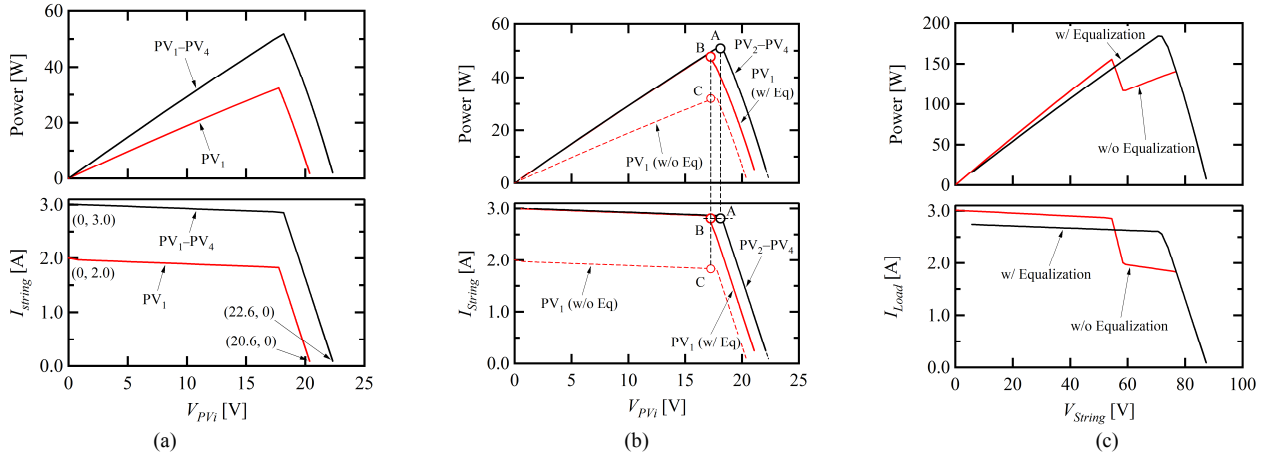 60
40
20
0
Power [W]
PV1–PV4
PV1
3.0
2.0
1.0
0.0
Istring [A]
(0, 3.0)
PV1–PV4
(0, 2.0)
PV1
(22.6, 0)
(20.6, 0)
0 5 10 15 20 25
VPVi [V]
(a)
60
40
20
0
Power [W]
A
B
C
PV2–PV4
PV1
(w/ Eq)
PV1 (w/o Eq)
3.0
2.0
1.0
0.0
IString [A]
A
B
C
PV2–PV4
PV1 (w/o Eq)
PV1 (w/ Eq)
0 5 10 15 20 25
VPVi [V]
(b)
200
150
100
50
0
Power [W]
w/ Equalization
w/o Equalization
3.0
2.0
1.0
0.0
ILoad [A]
w/ Equalization
w/o Equalization
0 20 40 60 80 100
VString [V]
(c)